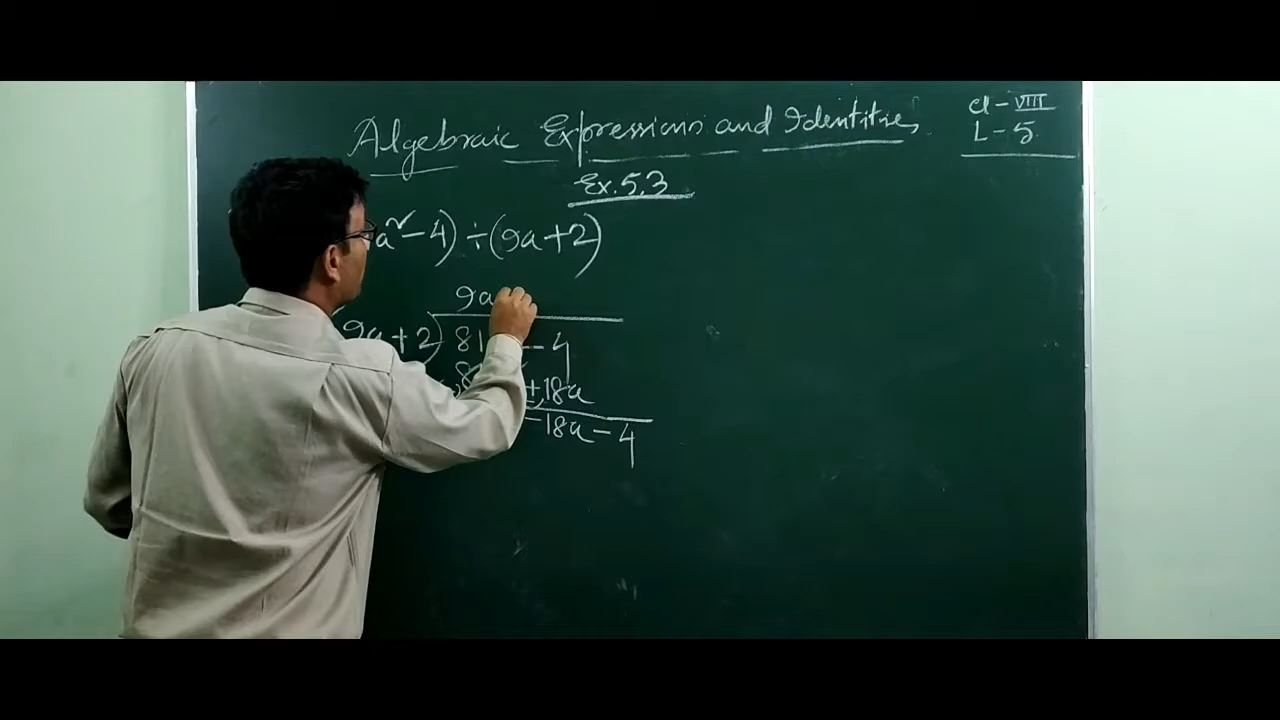 Algebraic Expressions and Identities
Cl - VIII
L - 5
Ex. 5.3
a² - 4) ÷ (9a + 2)
9a
9a + 2) 81 - 4
8 ± 18a
- 18a - 4